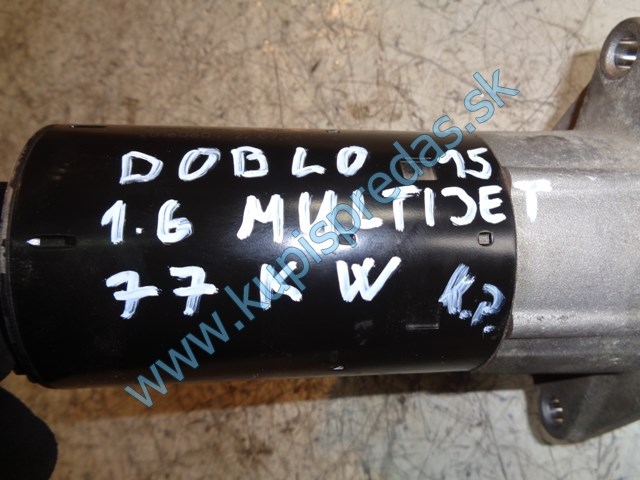 DOBLO 15
1.6 MULTIJET
77 KW K.P.
www.kupispredas.sk